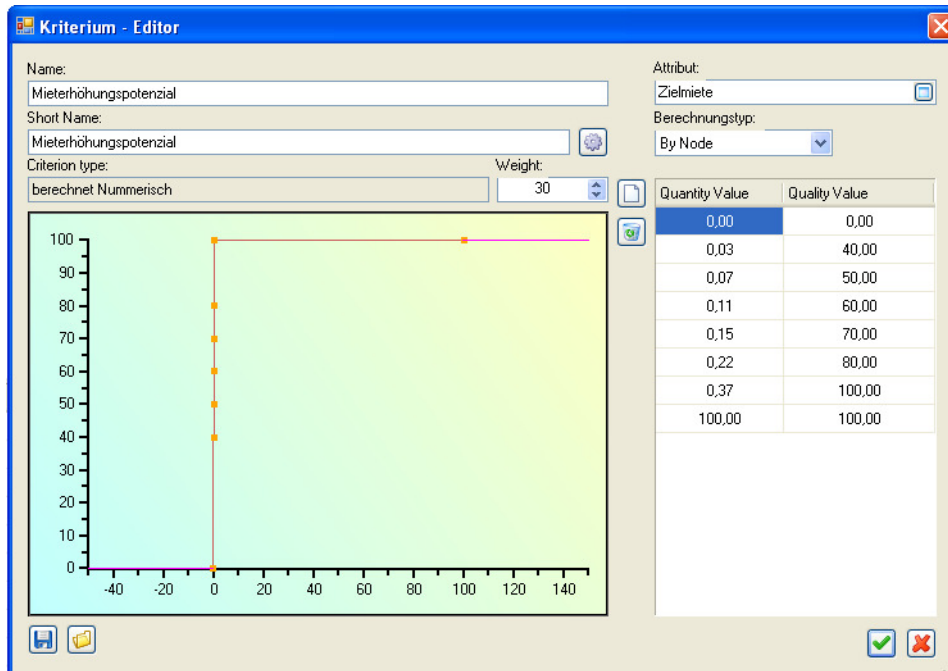 Kriterium - Editor
Name:
Mieterhöhungspotenzial
Short Name:
Mieterhöhungspotenzial
Criterion type:
Weight:
berechnet Nummerisch
30
Attribut:
Zielmiete
Berechnungstyp:
By Node
Quantity Value Quality Value
0,00 0,00
0,03 40,00
0,07 50,00
0,11 60,00
0,15 70,00
0,22 80,00
0,37 100,00
100,00 100,00
100
90
80
70
60
50
40
30
20
10
0
-40 -20 0 20 40 60 80 100 120 140